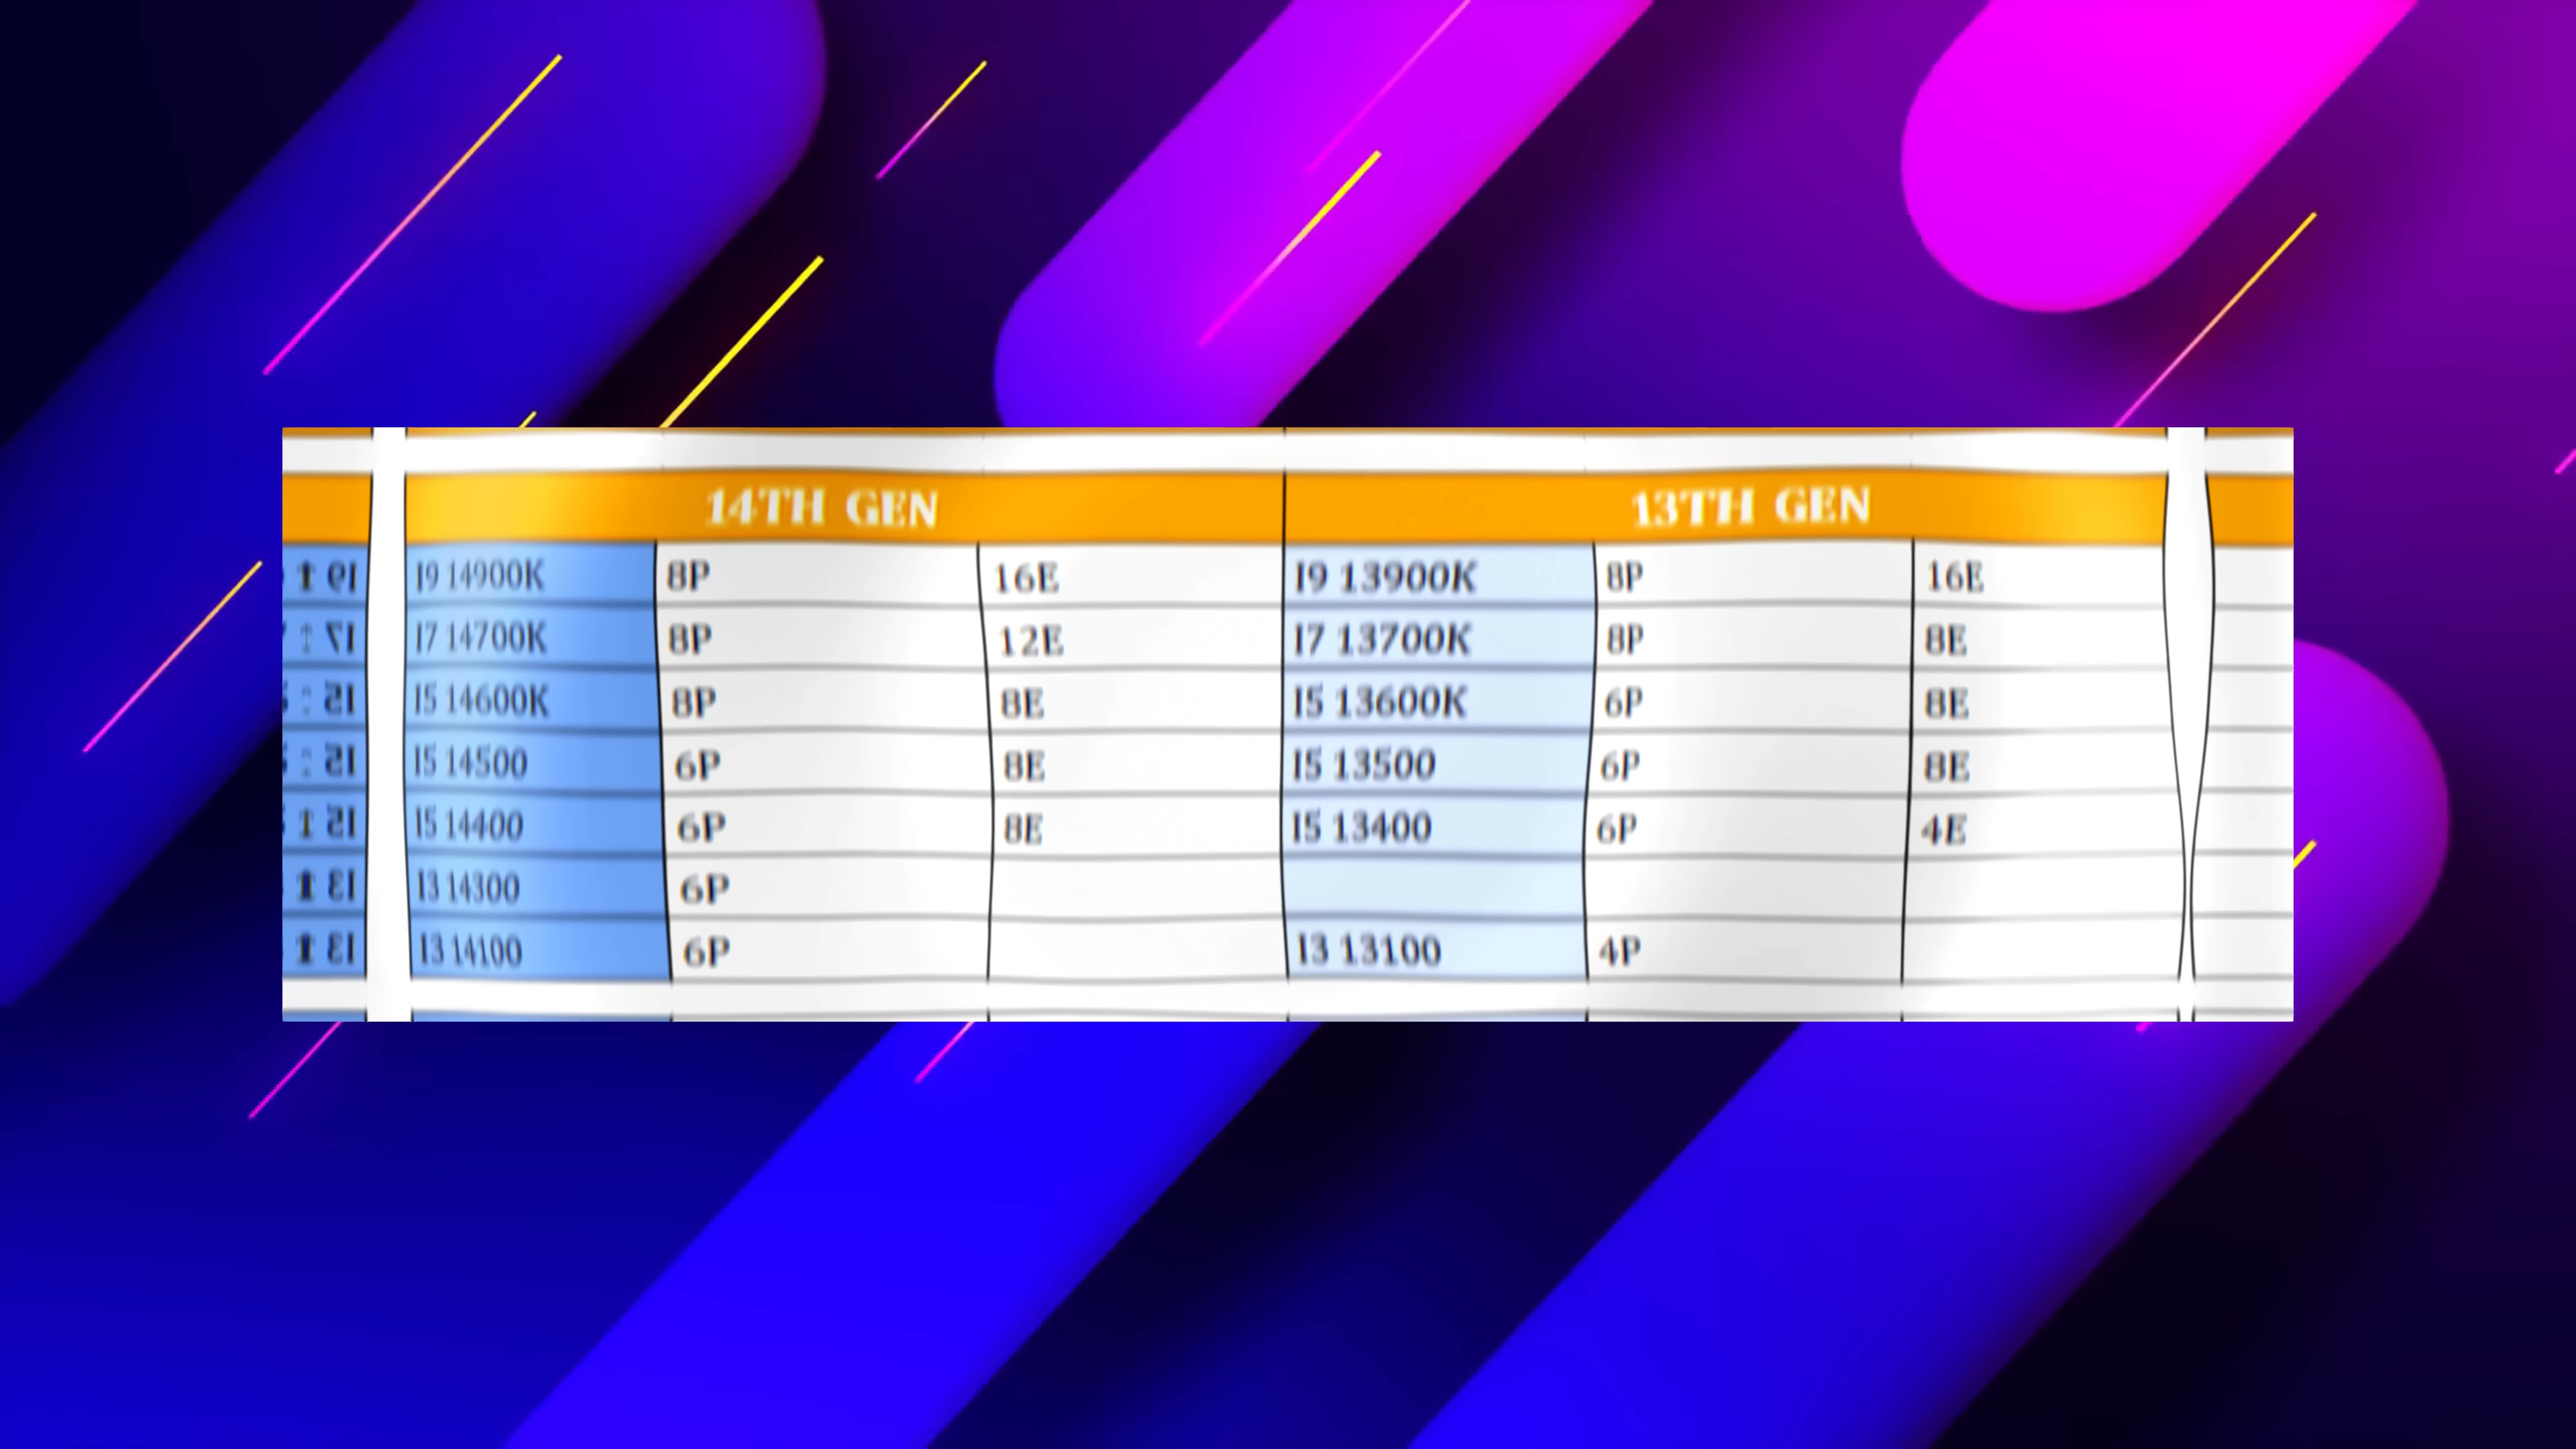 14TH GEN 13TH GEN
I9 14900K 8P 16E I9 13900K 8P 16E
I7 14700K 8P 12E I7 13700K 8P 8E
I5 14600K 8P 8E I5 13600K 6P 8E
I5 14500 6P 8E I5 13500 6P 8E
I5 14400 6P 8E I5 13400 6P 4E
I3 14300 6P
I3 14100 6P I3 13100 4P